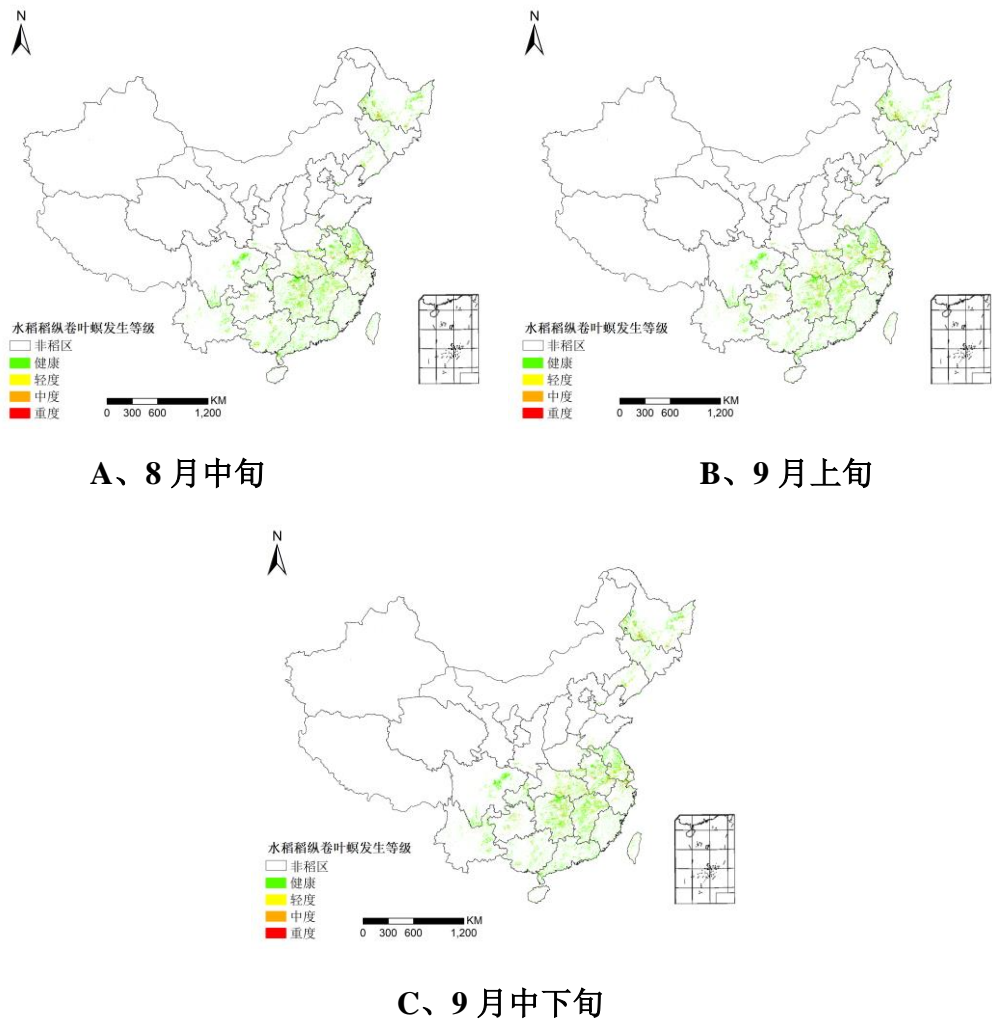 N
水稻稻纵卷叶螟发生等级
非稻区
健康
轻度
中度
重度
KM
0 300 600 1,200
A、8 月中旬
N
水稻稻纵卷叶螟发生等级
非稻区
健康
轻度
中度
重度
KM
0 300 600 1,200
B、9 月上旬
N
水稻稻纵卷叶螟发生等级
非稻区
健康
轻度
中度
重度
KM
0 300 600 1,200
C、9 月中下旬